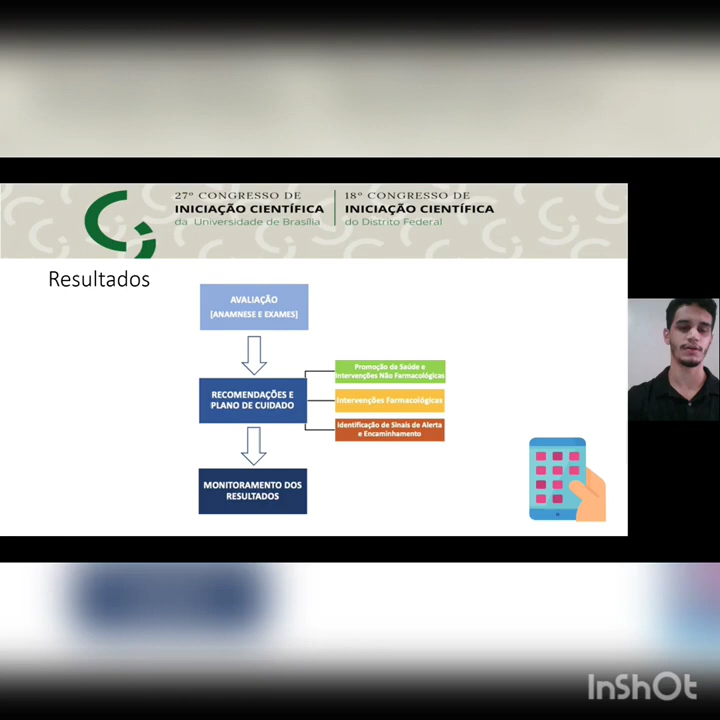 27º CONGRESSO DE
INICIAÇÃO CIENTÍFICA
da Universidade de Brasília
18º CONGRESSO DE
INICIAÇÃO CIENTÍFICA
do Distrito Federal
Resultados
AVALIAÇÃO
[ANAMNESE E EXAMES]
RECOMENDAÇÕES E
PLANO DE CUIDADO
Promoção da Saúde e
Intervenções Não Farmacológicas
Intervenções Farmacológicas
Identificação de Sinais de Alerta
e Encaminhamento
MONITORAMENTO DOS
RESULTADOS
InShOt